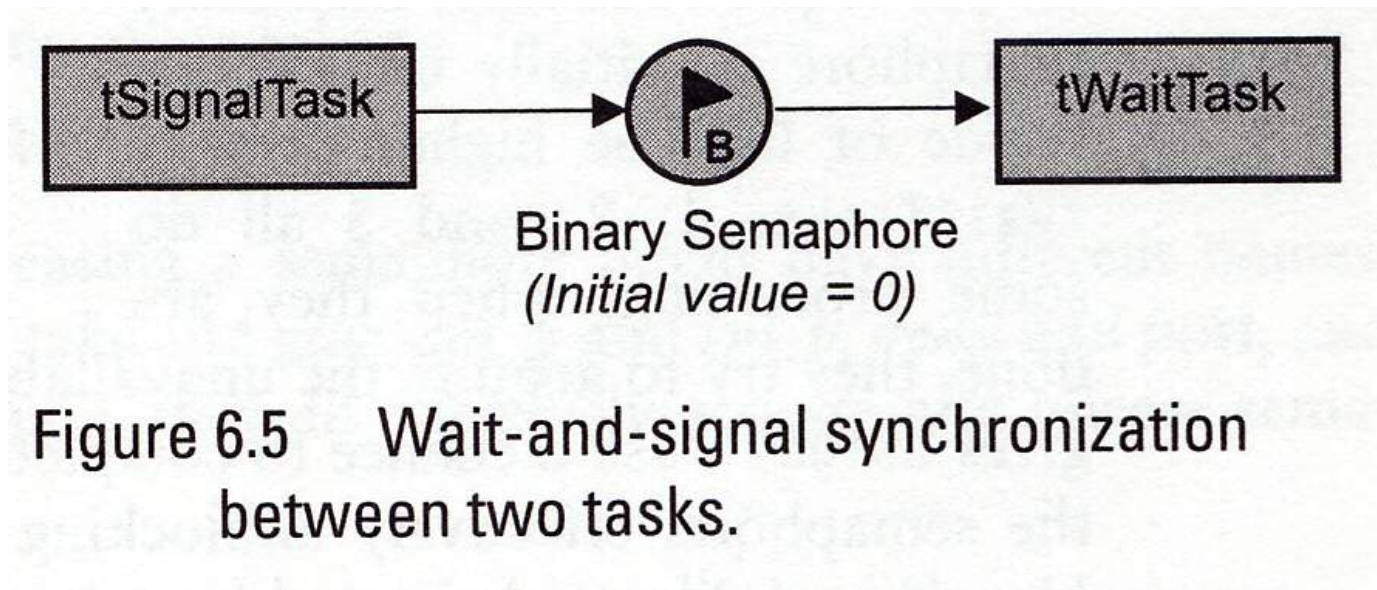 tSignalTask
B
tWaitTask
Binary Semaphore
(Initial value = 0)
Figure 6.5 Wait-and-signal synchronization
between two tasks.